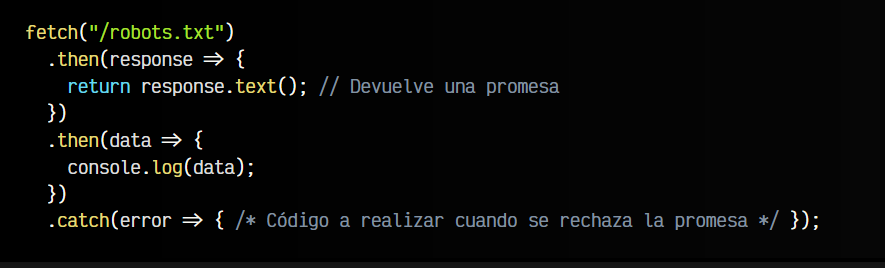 fetch("/robots.txt")
  .then(response => {
    return response.text(); // Devuelve una promesa
  })
  .then(data => {
    console.log(data);
  })
  .catch(error => { /* Código a realizar cuando se rechaza la promesa */ });